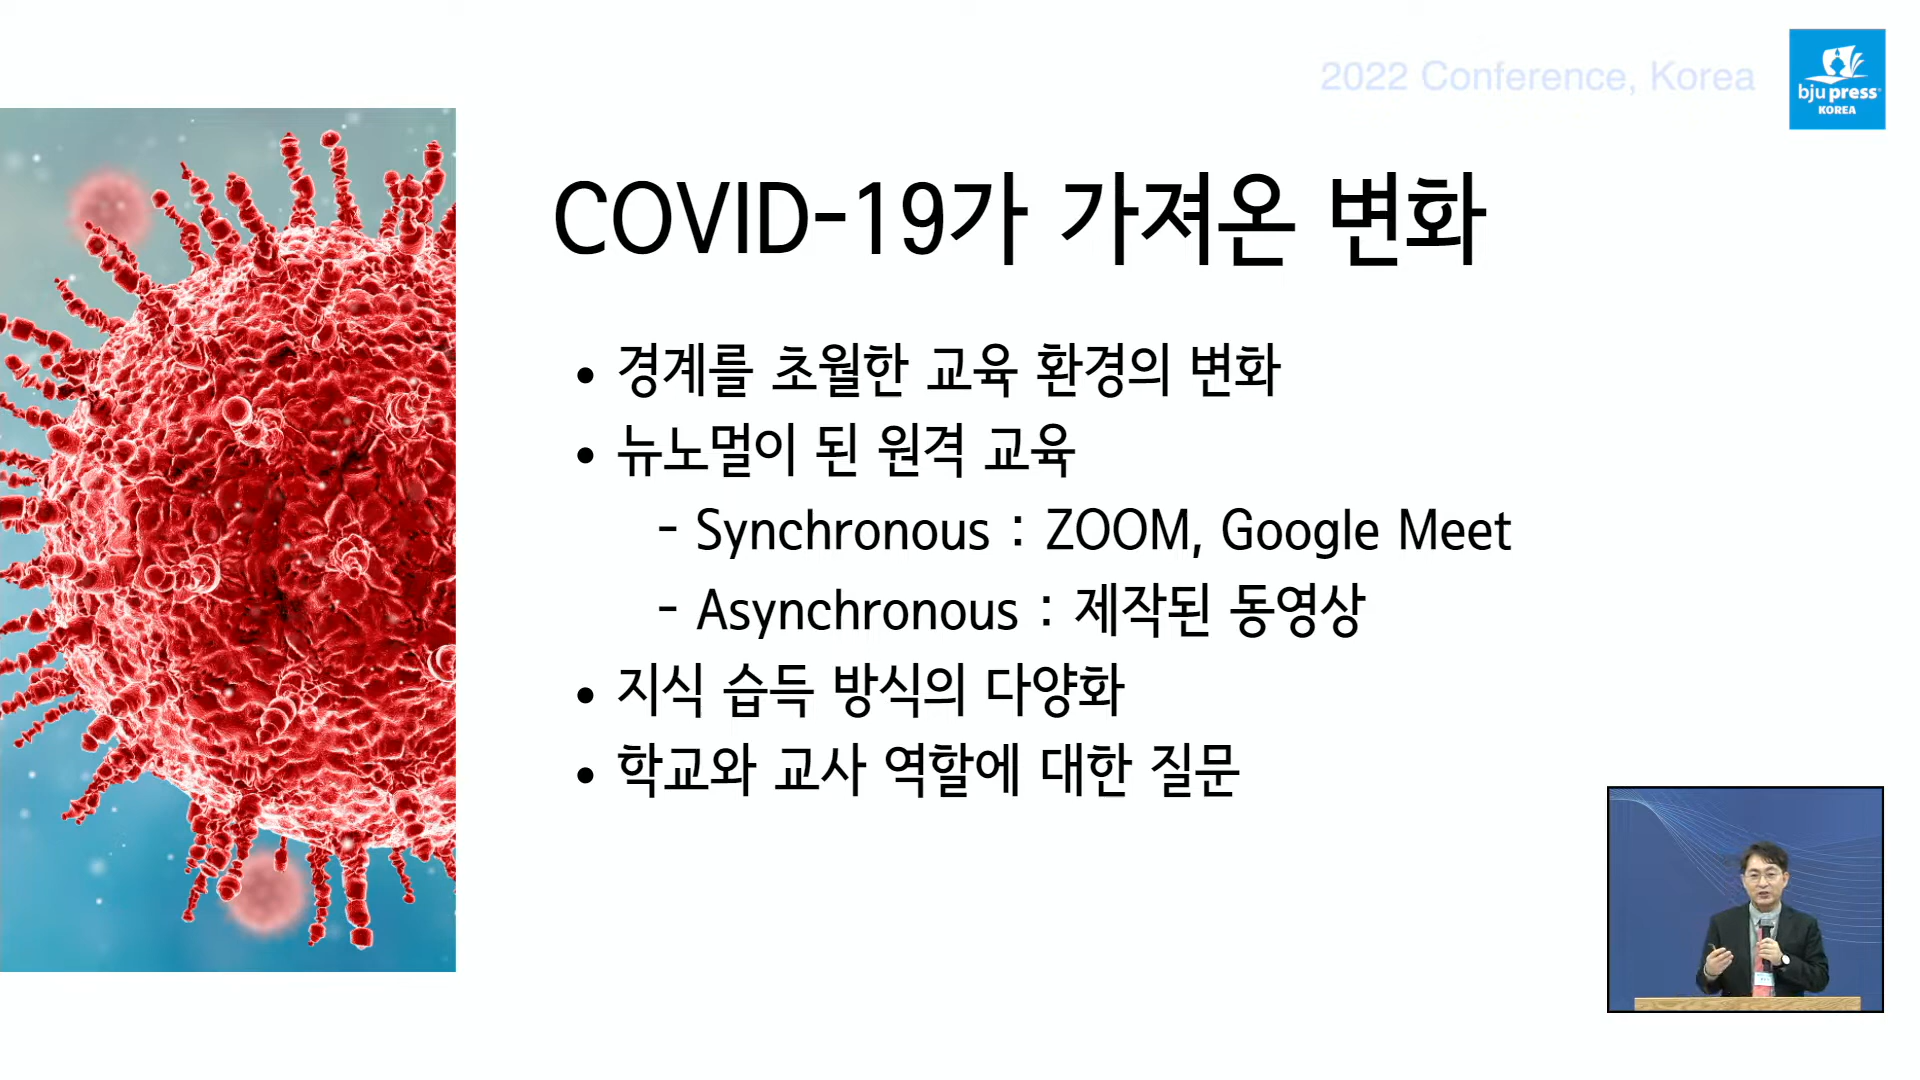 2022 Conference, Korea
bju press
KOREA
COVID-19가 가져온 변화
• 경계를 초월한 교육 환경의 변화
• 뉴노멀이 된 원격 교육
- Synchronous : ZOOM, Google Meet
- Asynchronous : 제작된 동영상
• 지식 습득 방식의 다양화
• 학교와 교사 역할에 대한 질문